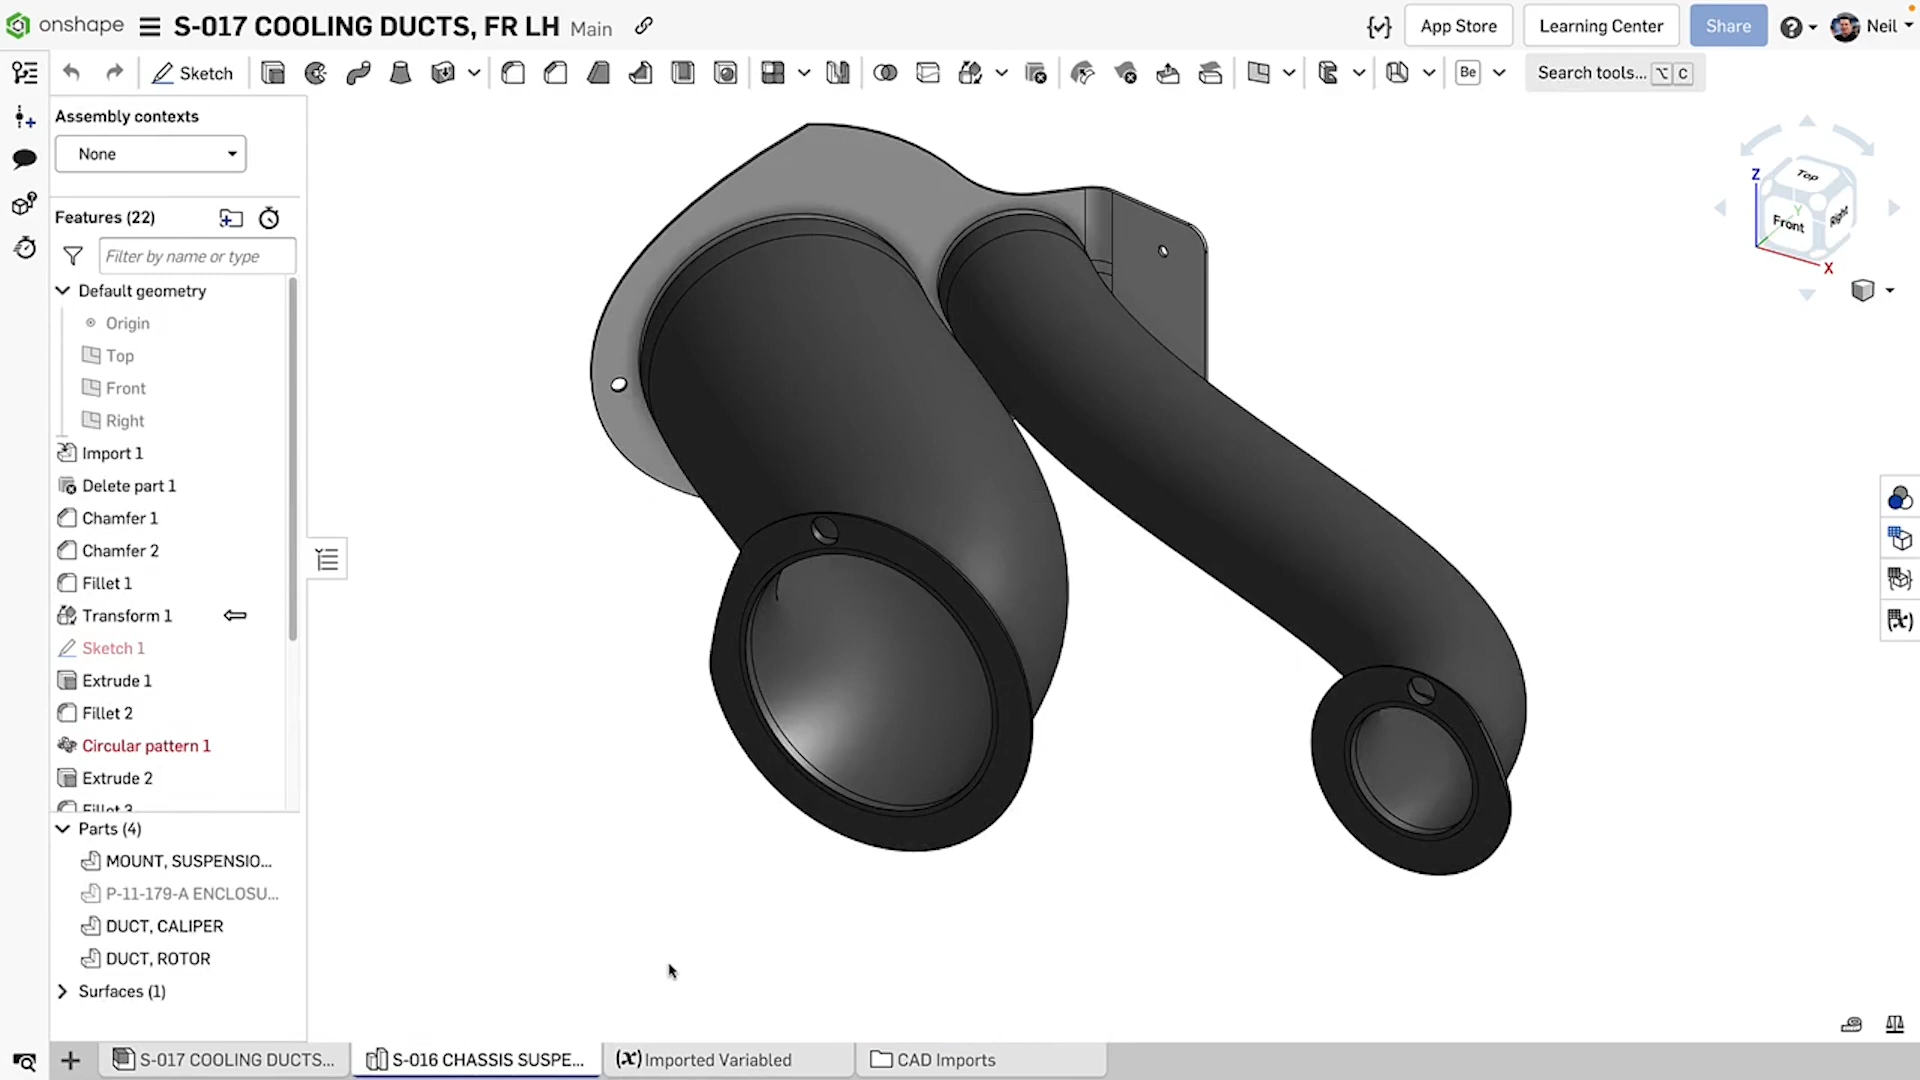 onshape
S-017 COOLING DUCTS, FR LH Main
App Store
Learning Center
Share
Neil
Sketch
Be
Search tools... ⌥ C
Assembly contexts
None
Features (22)
Filter by name or type
Default geometry
Origin
Top
Front
Right
Import 1
Delete part 1
Chamfer 1
Chamfer 2
Fillet 1
Transform 1
Sketch 1
Extrude 1
Fillet 2
Circular pattern 1
Extrude 2
Fillet 3
Parts (4)
MOUNT, SUSPENSIO...
P-11-179-A ENCLOSU...
DUCT, CALIPER
DUCT, ROTOR
Surfaces (1)
Z
Top
Y
Front
Right
X
S-017 COOLING DUCTS...
S-016 CHASSIS SUSPE...
(x) Imported Variabled
CAD Imports